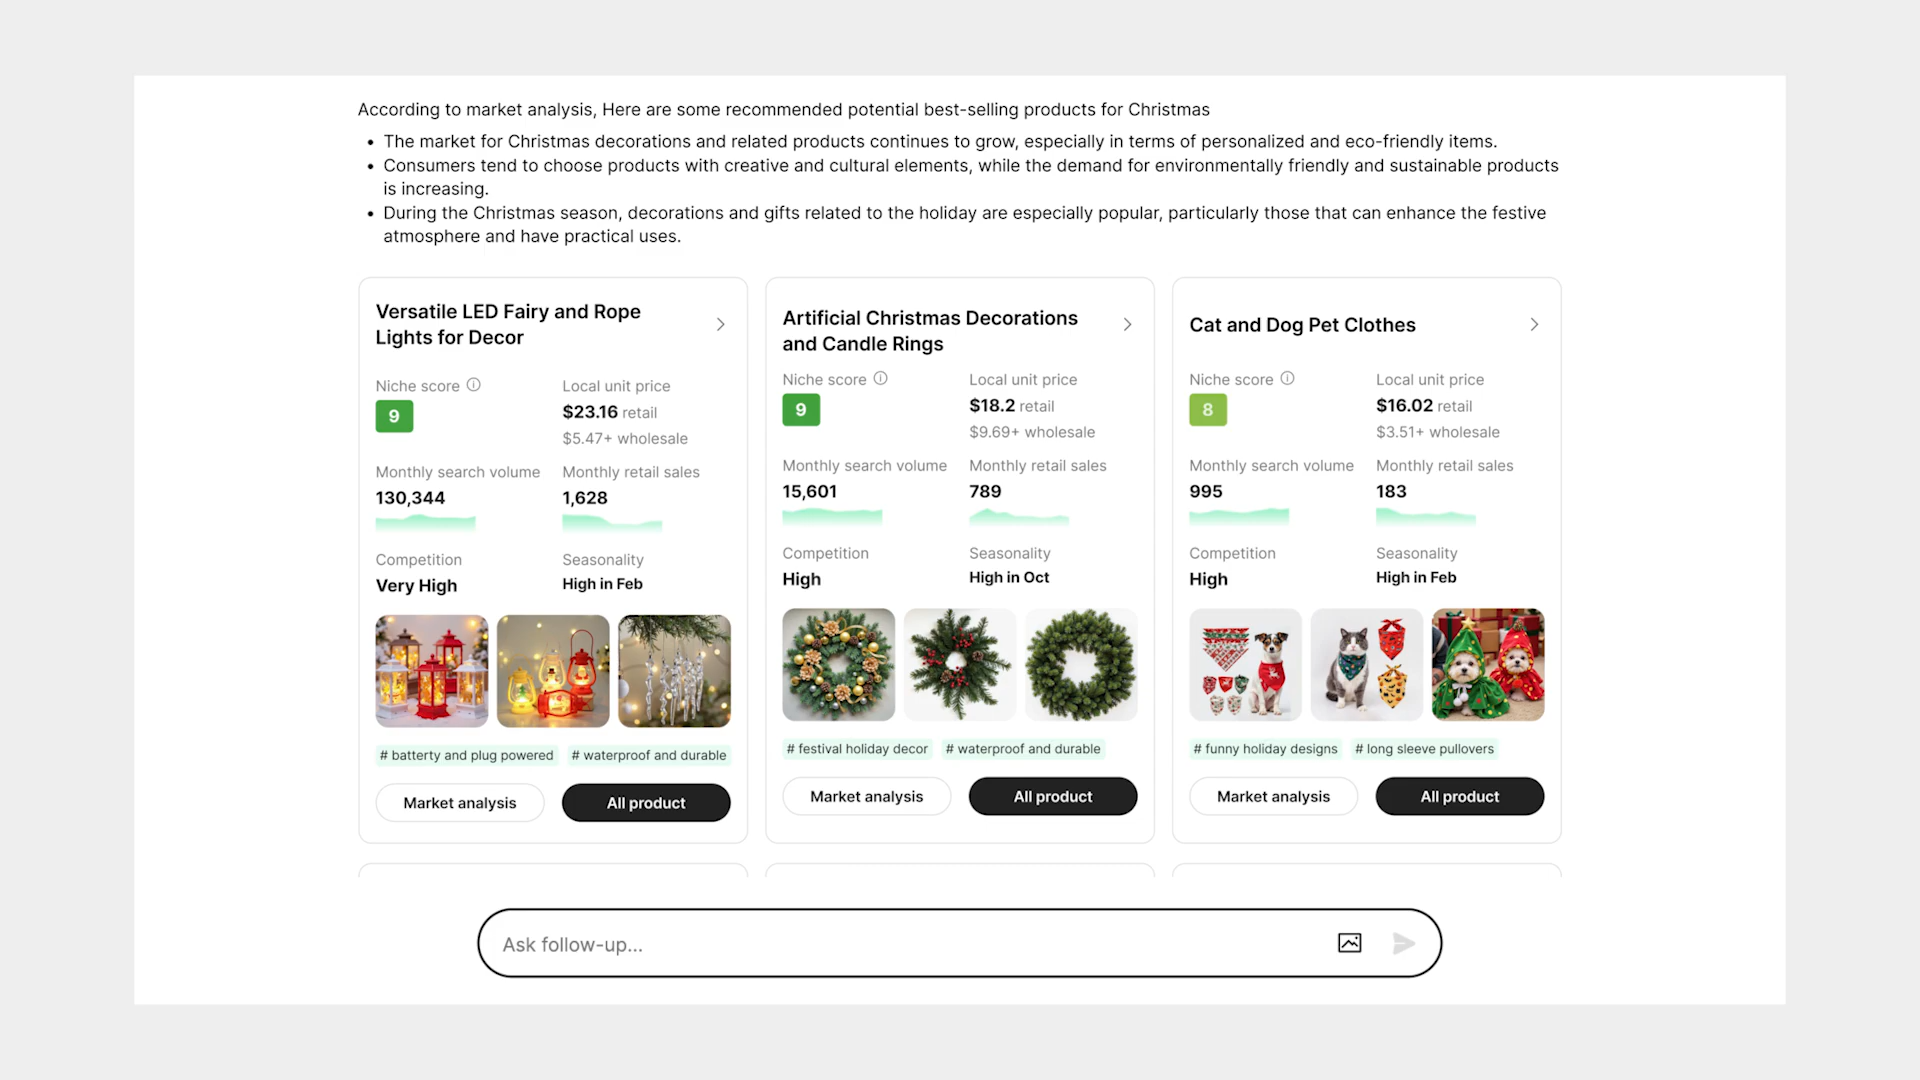 According to market analysis, Here are some recommended potential best-selling products for Christmas
• The market for Christmas decorations and related products continues to grow, especially in terms of personalized and eco-friendly items.
• Consumers tend to choose products with creative and cultural elements, while the demand for environmentally friendly and sustainable products
is increasing.
• During the Christmas season, decorations and gifts related to the holiday are especially popular, particularly those that can enhance the festive
atmosphere and have practical uses.
Versatile LED Fairy and Rope
Lights for Decor
Niche score
9
Local unit price
$23.16 retail
$5.47+ wholesale
Monthly search volume
130,344
Monthly retail sales
1,628
Competition
Very High
Seasonality
High in Feb
# batterty and plug powered
# waterproof and durable
Market analysis
All product
Artificial Christmas Decorations
and Candle Rings
Niche score
9
Local unit price
$18.2 retail
$9.69+ wholesale
Monthly search volume
15,601
Monthly retail sales
789
Competition
High
Seasonality
High in Oct
# festival holiday decor
# waterproof and durable
Market analysis
All product
Cat and Dog Pet Clothes
Niche score
8
Local unit price
$16.02 retail
$3.51+ wholesale
Monthly search volume
995
Monthly retail sales
183
Competition
High
Seasonality
High in Feb
# funny holiday designs
# long sleeve pullovers
Market analysis
All product
Ask follow-up...